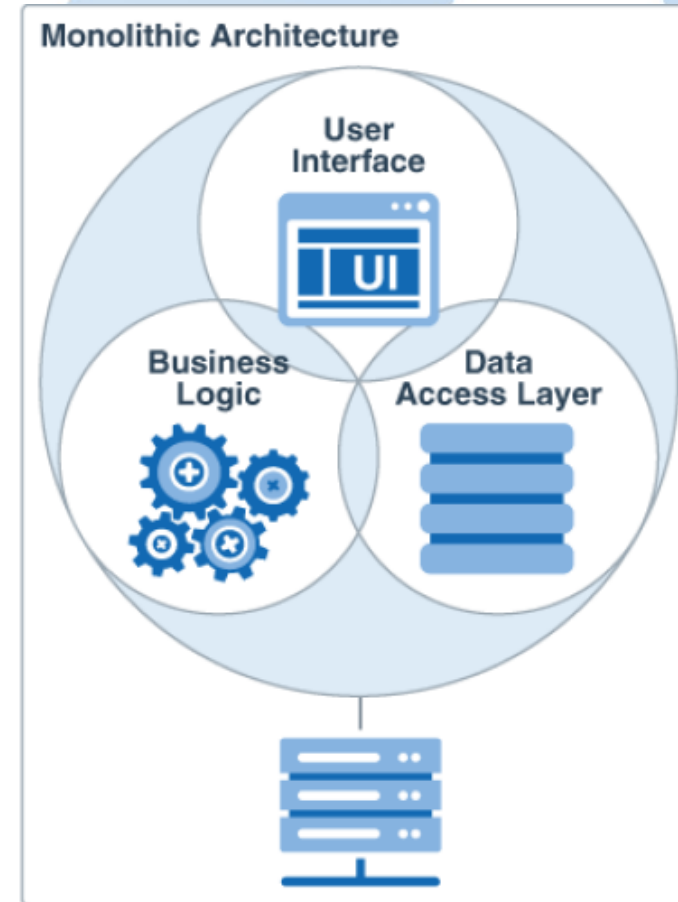 Monolithic Architecture
User
Interface
UI
Business
Logic
Data
Access Layer